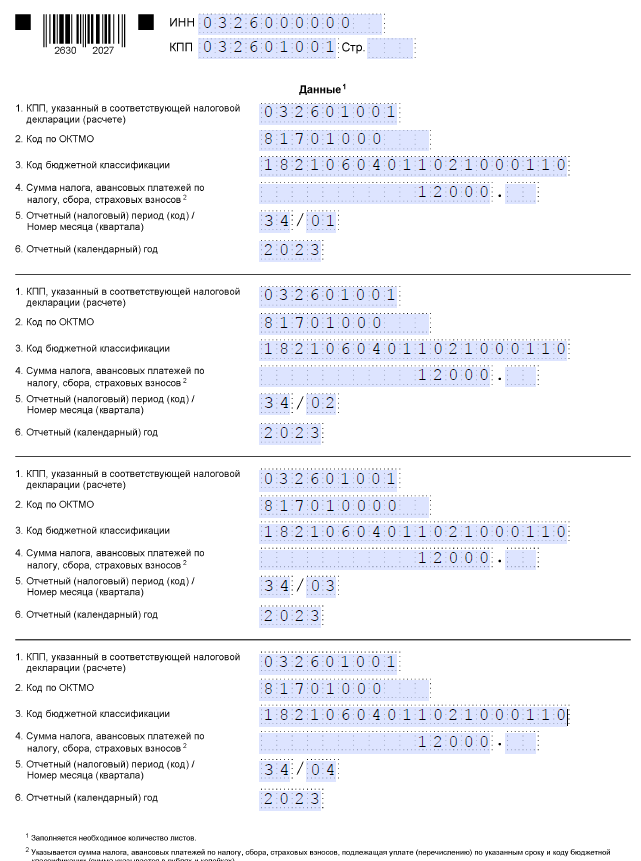 ИНН 0326000000
2630 2027
КПП 032601001 Стр.
Данные¹
1. КПП, указанный в соответствующей налоговой
декларации (расчете)
032601001
2. Код по ОКТМО 81701000
3. Код бюджетной классификации 18210604011021000110
4. Сумма налога, авансовых платежей по
налогу, сбора, страховых взносов ²
12000.
5. Отчетный (налоговый) период (код) /
Номер месяца (квартала)
34/01
6. Отчетный (календарный) год 2023
1. КПП, указанный в соответствующей налоговой
декларации (расчете)
032601001
2. Код по ОКТМО 81701000
3. Код бюджетной классификации 18210604011021000110
4. Сумма налога, авансовых платежей по
налогу, сбора, страховых взносов ²
12000.
5. Отчетный (налоговый) период (код) /
Номер месяца (квартала)
34/02
6. Отчетный (календарный) год 2023
1. КПП, указанный в соответствующей налоговой
декларации (расчете)
032601001
2. Код по ОКТМО 817010000
3. Код бюджетной классификации 18210604011021000110
4. Сумма налога, авансовых платежей по
налогу, сбора, страховых взносов ²
12000.
5. Отчетный (налоговый) период (код) /
Номер месяца (квартала)
34/03
6. Отчетный (календарный) год 2023
1. КПП, указанный в соответствующей налоговой
декларации (расчете)
032601001
2. Код по ОКТМО 81701000
3. Код бюджетной классификации 18210604011021000110
4. Сумма налога, авансовых платежей по
налогу, сбора, страховых взносов ²
12000.
5. Отчетный (налоговый) период (код) /
Номер месяца (квартала)
34/04
6. Отчетный (календарный) год 2023
¹ Заполняется необходимое количество листов.
² Указывается сумма налога, авансовых платежей по налогу, сбора, страховых взносов, подлежащая уплате (перечислению) по указанным сроку и коду бюджетной
классификации (сумма указывается в рублях и копейках)